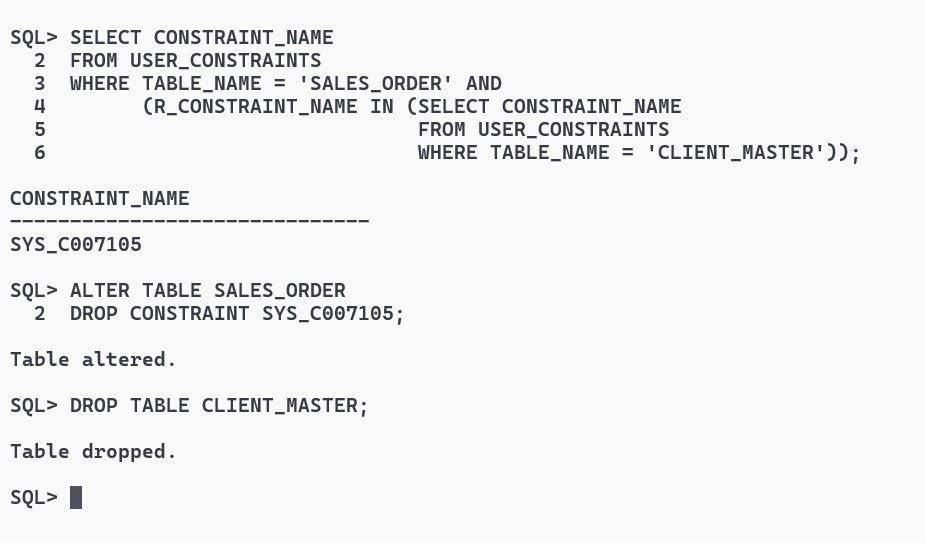 SQL> SELECT CONSTRAINT_NAME
  2  FROM USER_CONSTRAINTS
  3  WHERE TABLE_NAME = 'SALES_ORDER' AND
  4        (R_CONSTRAINT_NAME IN (SELECT CONSTRAINT_NAME
  5                               FROM USER_CONSTRAINTS
  6                               WHERE TABLE_NAME = 'CLIENT_MASTER'));
CONSTRAINT_NAME
------------------------------
SYS_C007105
SQL> ALTER TABLE SALES_ORDER
  2  DROP CONSTRAINT SYS_C007105;
Table altered.
SQL> DROP TABLE CLIENT_MASTER;
Table dropped.
SQL>